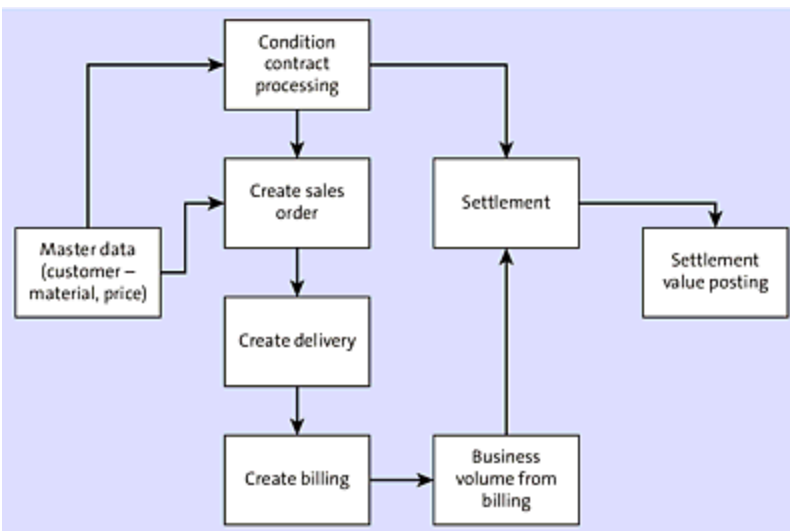 Condition
contract
processing
Create sales
order
Settlement
Master data
(customer –
material, price)
Settlement
value posting
Create delivery
Create billing
Business
volume from
billing